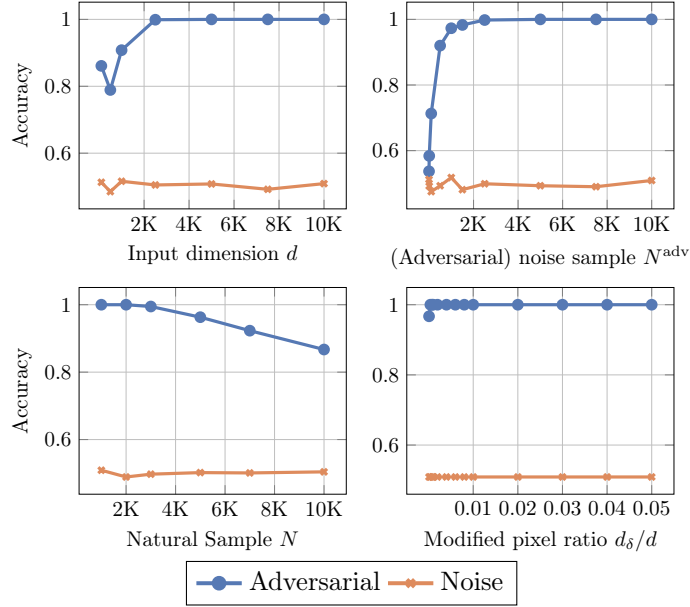 1
0.8
0.6
Accuracy
2K 4K 6K 8K 10K
Input dimension d
1
0.8
0.6
2K 4K 6K 8K 10K
(Adversarial) noise sample N^adv
1
0.8
0.6
Accuracy
2K 4K 6K 8K 10K
Natural Sample N
1
0.8
0.6
0.01 0.02 0.03 0.04 0.05
Modified pixel ratio d_δ/d
Adversarial Noise